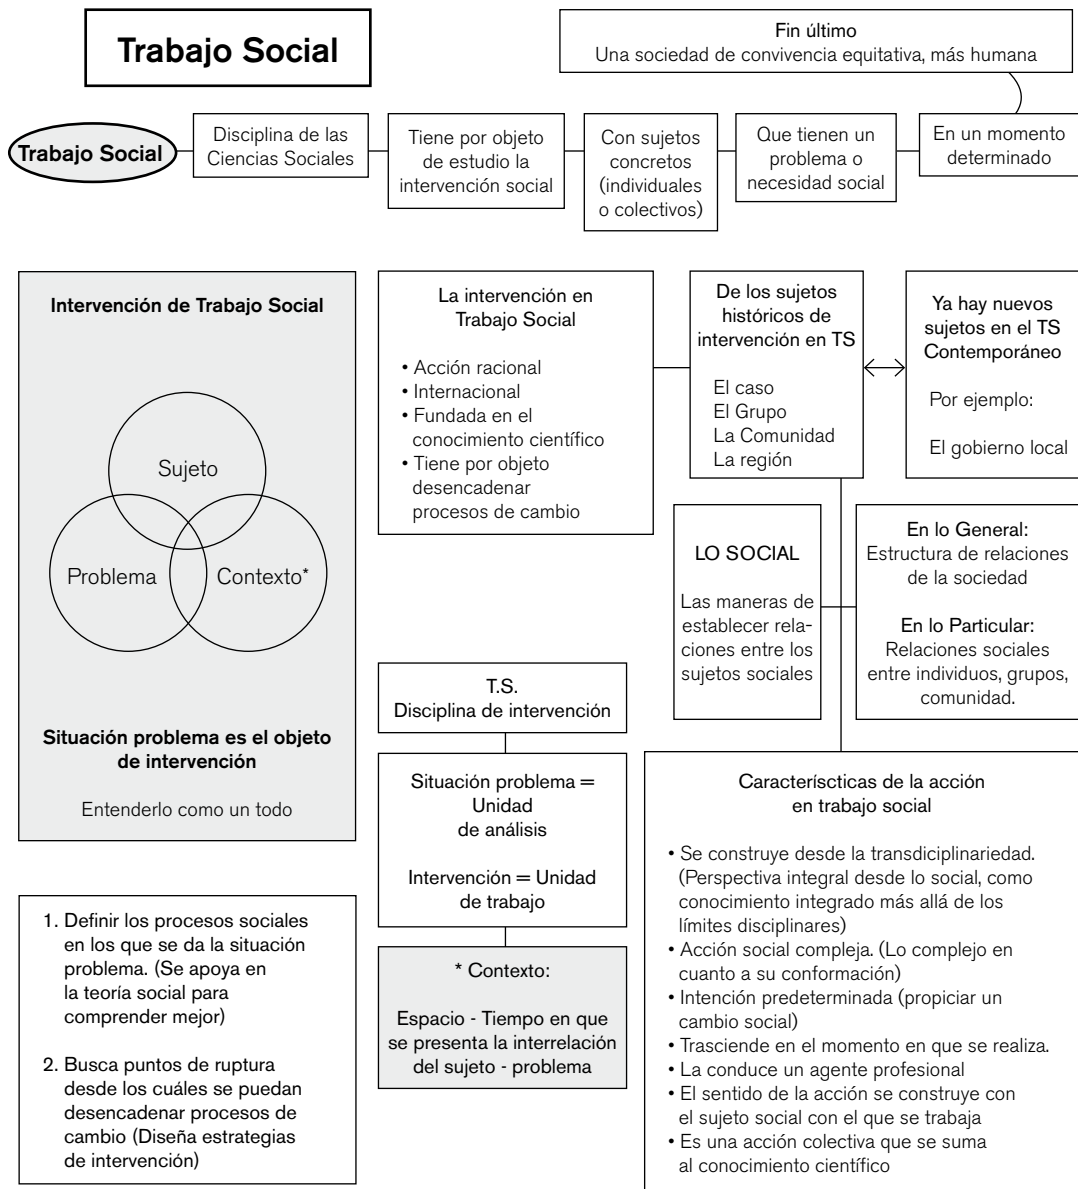 Trabajo Social
Fin último
Una sociedad de convivencia equitativa, más humana
Trabajo Social
Disciplina de las
Ciencias Sociales
Tiene por objeto
de estudio la
intervención social
Con sujetos
concretos
(individuales
o colectivos)
Que tienen un
problema o
necesidad social
En un momento
determinado
Intervención de Trabajo Social
Sujeto
Problema
Contexto*
Situación problema es el objeto
de intervención
Entenderlo como un todo
La intervención en
Trabajo Social
• Acción racional
• Internacional
• Fundada en el
conocimiento científico
• Tiene por objeto
desencadenar
procesos de cambio
De los sujetos
históricos de
intervención en TS
El caso
El Grupo
La Comunidad
La región
Ya hay nuevos
sujetos en el TS
Contemporáneo
Por ejemplo:
El gobierno local
LO SOCIAL
Las maneras de
establecer rela-
ciones entre los
sujetos sociales
En lo General:
Estructura de relaciones
de la sociedad
En lo Particular:
Relaciones sociales
entre individuos, grupos,
comunidad.
T.S.
Disciplina de intervención
Situación problema =
Unidad
de análisis
Intervención = Unidad
de trabajo
* Contexto:
Espacio - Tiempo en que
se presenta la interrelación
del sujeto - problema
1. Definir los procesos sociales
en los que se da la situación
problema. (Se apoya en
la teoría social para
comprender mejor)
2. Busca puntos de ruptura
desde los cuáles se puedan
desencadenar procesos de
cambio (Diseña estrategias
de intervención)
Caracteríscticas de la acción
en trabajo social
• Se construye desde la transdiciplinariedad.
(Perspectiva integral desde lo social, como
conocimiento integrado más allá de los
límites disciplinares)
• Acción social compleja. (Lo complejo en
cuanto a su conformación)
• Intención predeterminada (propiciar un
cambio social)
• Trasciende en el momento en que se realiza.
• La conduce un agente profesional
• El sentido de la acción se construye con
el sujeto social con el que se trabaja
• Es una acción colectiva que se suma
al conocimiento científico